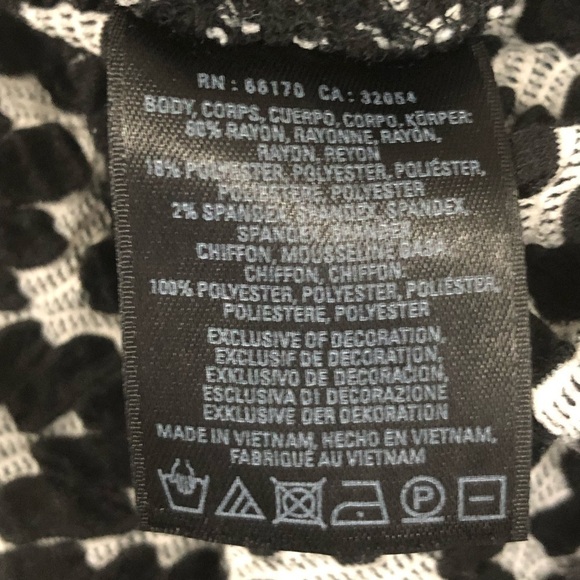 RN : 66170 CA : 32054
BODY, CORPS, CUERPO, CORPO, KÖRPER:
80% RAYON, RAYONNE, RAYÓN,
RAYON, REYON
18% POLYESTER, POLYESTER, POLIÉSTER,
POLIESTERE, POLYESTER
2% SPANDEX, SPANDEX, SPANDEX,
SPANDEX,
CHIFFON, MOUSSELINE GASA,
CHIFFON, CHIFFON:
100% POLYESTER, POLYESTER, POLIÉSTER,
POLIESTERE, POLYESTER
EXCLUSIVE OF DECORATION,
EXCLUSIF DE DECORATION,
EXKLUSIVO DE DECORACION,
ESCLUSIVA DI DECORAZIONE
EXKLUSIVE DER DEKORATION
MADE IN VIETNAM, HECHO EN VIETNAM,
FABRIQUÉ AU VIETNAM
P